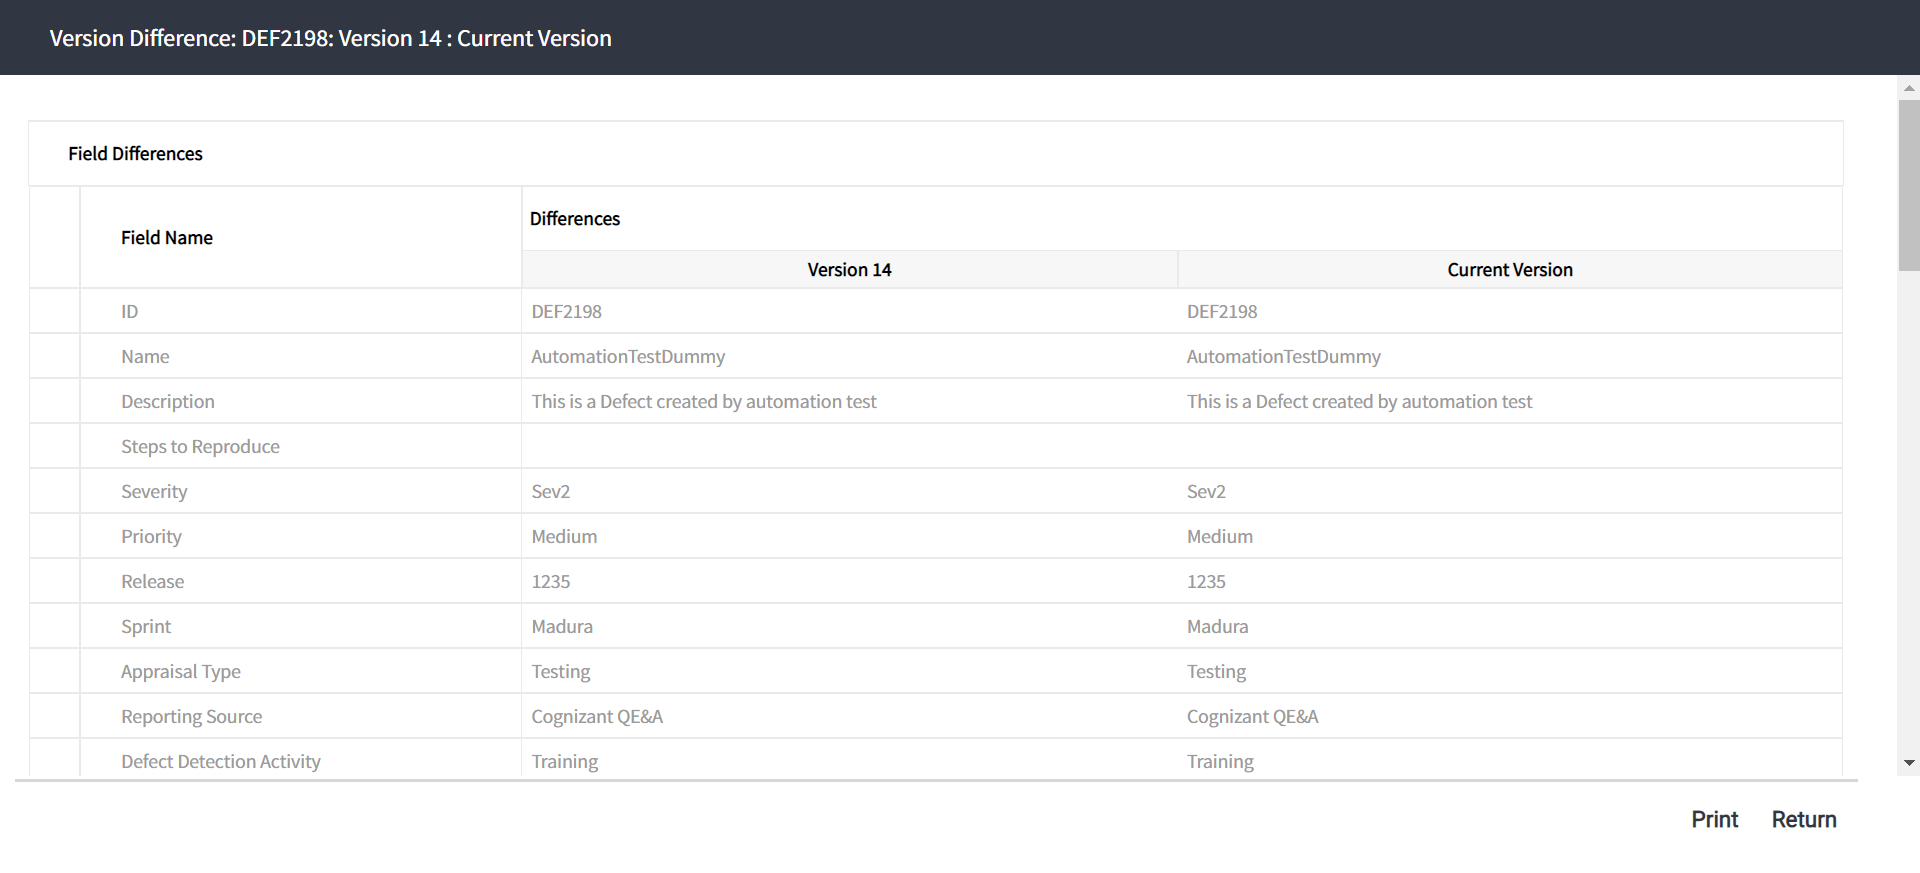 Version Difference: DEF2198: Version 14 : Current Version
Field Differences
Field Name
Differences
Version 14 Current Version
ID DEF2198 DEF2198
Name AutomationTestDummy AutomationTestDummy
Description This is a Defect created by automation test This is a Defect created by automation test
Steps to Reproduce
Severity Sev2 Sev2
Priority Medium Medium
Release 1235 1235
Sprint Madura Madura
Appraisal Type Testing Testing
Reporting Source Cognizant QE&A Cognizant QE&A
Defect Detection Activity Training Training
Print Return